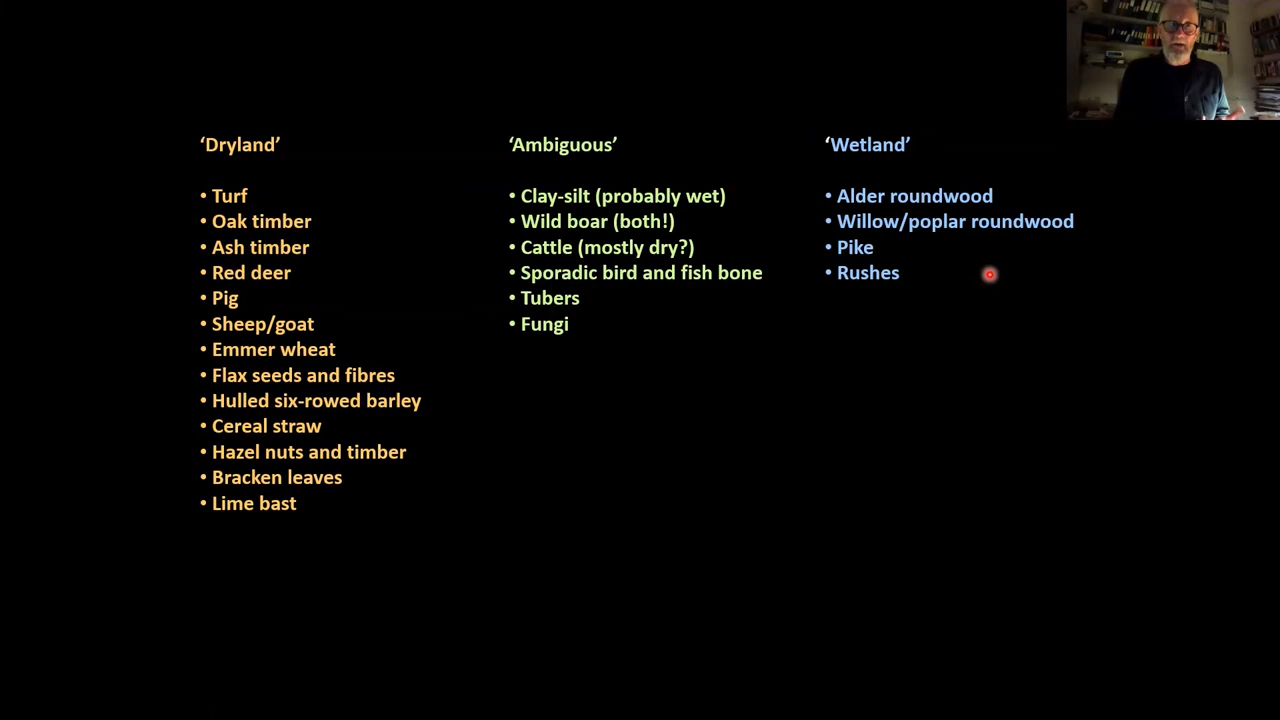 ‘Dryland’
• Turf
• Oak timber
• Ash timber
• Red deer
• Pig
• Sheep/goat
• Emmer wheat
• Flax seeds and fibres
• Hulled six-rowed barley
• Cereal straw
• Hazel nuts and timber
• Bracken leaves
• Lime bast
‘Ambiguous’
• Clay-silt (probably wet)
• Wild boar (both!)
• Cattle (mostly dry?)
• Sporadic bird and fish bone
• Tubers
• Fungi
‘Wetland’
• Alder roundwood
• Willow/poplar roundwood
• Pike
• Rushes